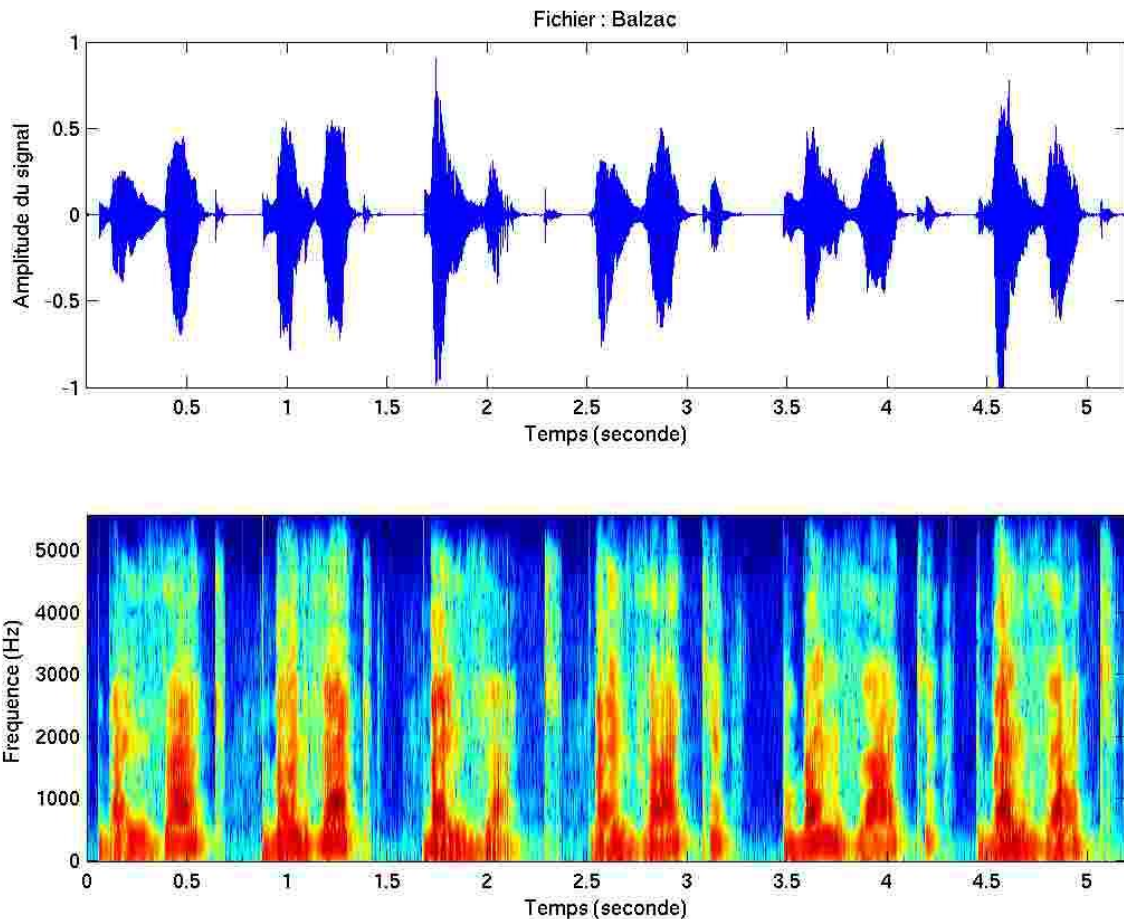 Fichier : Balzac
Amplitude du signal
1
0.5
0
-0.5
-1
0.5 1 1.5 2 2.5 3 3.5 4 4.5 5
Temps (seconde)
Frequence (Hz)
5000
4000
3000
2000
1000
0
0 0.5 1 1.5 2 2.5 3 3.5 4 4.5 5
Temps (seconde)